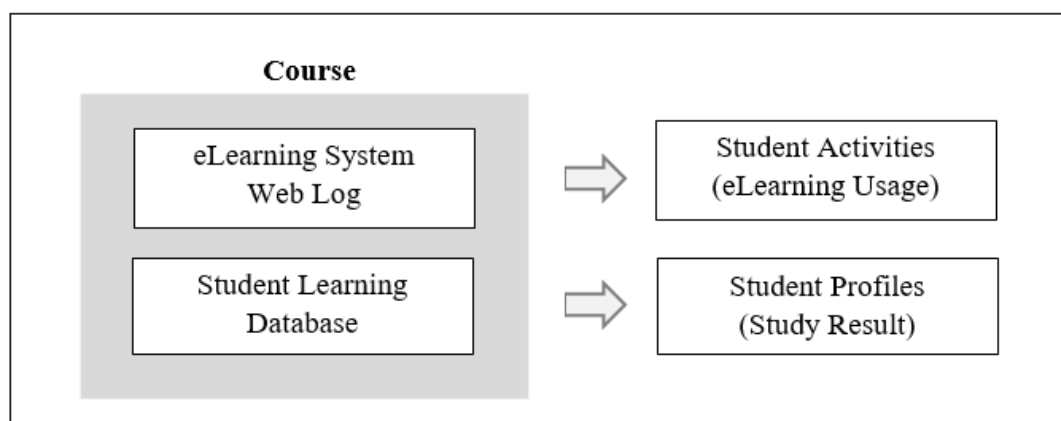 Course
eLearning System
Web Log
Student Activities
(eLearning Usage)
Student Learning
Database
Student Profiles
(Study Result)